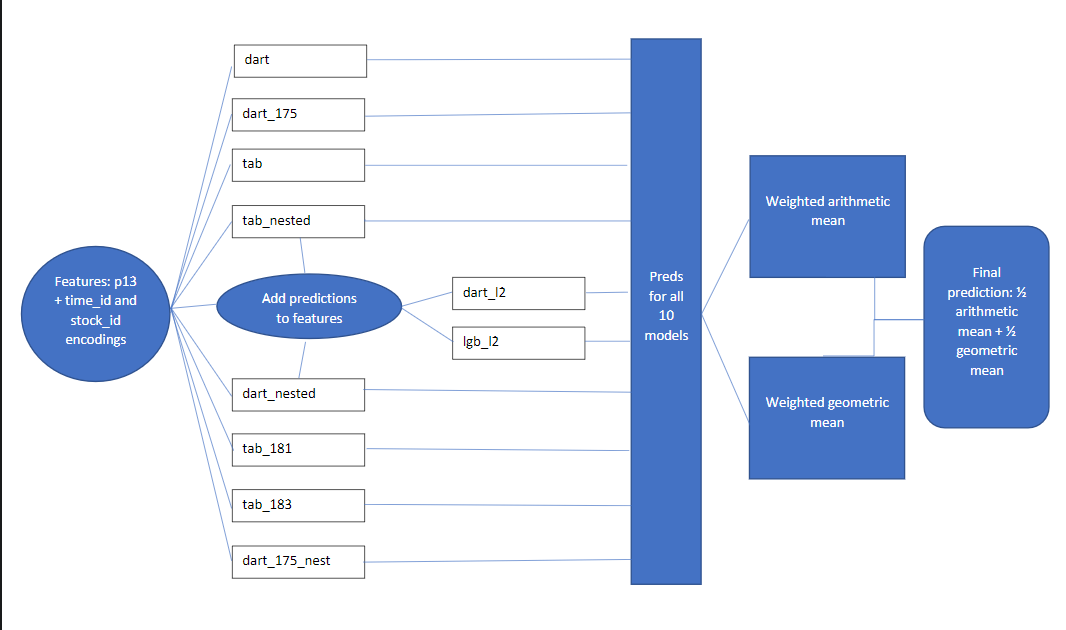 dart
dart_175
tab
tab_nested
Features: p13
+ time_id and
stock_id
encodings
Add predictions
to features
dart_l2
lgb_l2
dart_nested
tab_181
tab_183
dart_175_nest
Preds
for all
10
models
Weighted arithmetic
mean
Weighted geometric
mean
Final
prediction: ½
arithmetic
mean + ½
geometric
mean